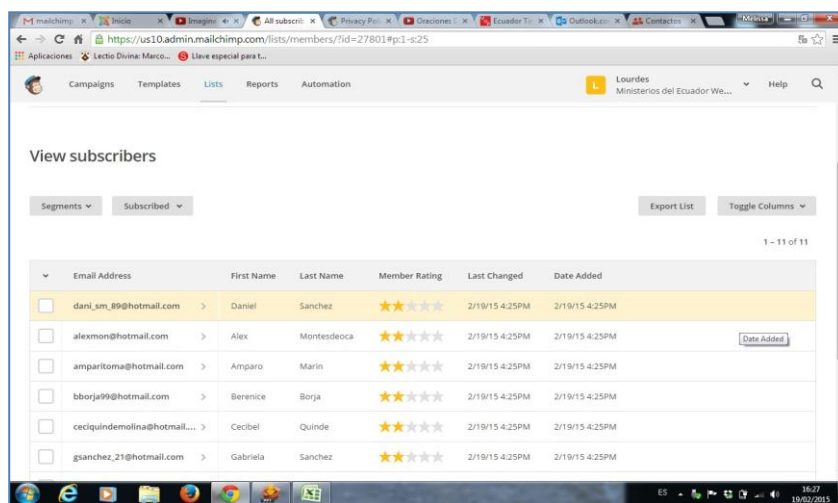 mailchimp Inicio Imagine All subscrib Privacy Poli Oraciones Ecuador Ti Outlook.co Contactos Melissa
https://us10.admin.mailchimp.com/lists/members/?id=27801#p:1-s:25
Aplicaciones Lectio Divina: Marco... Llave especial para t...
Campaigns Templates Lists Reports Automation L Lourdes Help
Ministerios del Ecuador We...
View subscribers
Segments Subscribed Export List Toggle Columns
1 - 11 of 11
Email Address First Name Last Name Member Rating Last Changed Date Added
dani_sm_89@hotmail.com Daniel Sanchez 2/19/15 4:25PM 2/19/15 4:25PM
alexmon@hotmail.com Alex Montesdeoca 2/19/15 4:25PM 2/19/15 4:25PM
Date Added
amparitoma@hotmail.com Amparo Marin 2/19/15 4:25PM 2/19/15 4:25PM
bborja99@hotmail.com Berenice Borja 2/19/15 4:25PM 2/19/15 4:25PM
ceciquindemolina@hotmail.... Cecibel Quinde 2/19/15 4:25PM 2/19/15 4:25PM
gsanchez_21@hotmail.com Gabriela Sanchez 2/19/15 4:25PM 2/19/15 4:25PM
ES 16:27
19/02/2015